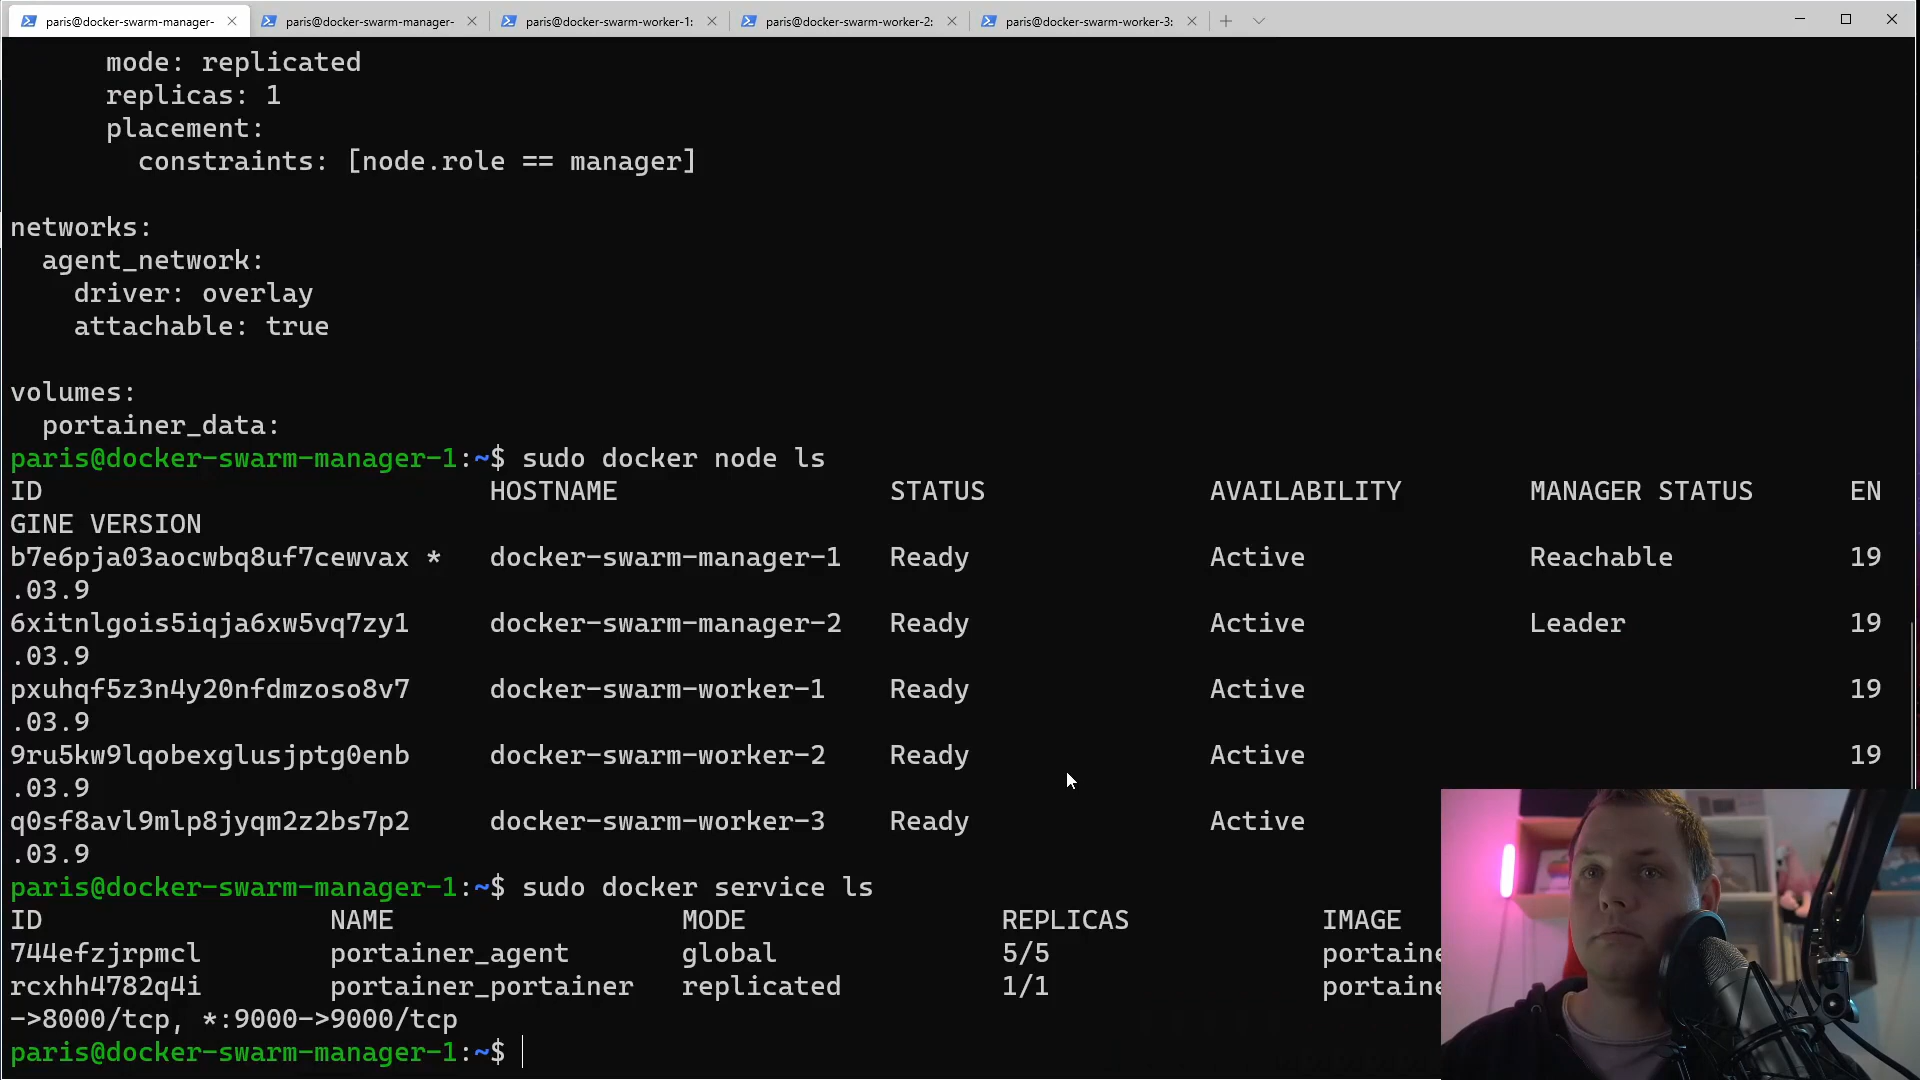 paris@docker-swarm-manager-
paris@docker-swarm-manager-
paris@docker-swarm-worker-1:
paris@docker-swarm-worker-2:
paris@docker-swarm-worker-3:
mode: replicated
replicas: 1
placement:
constraints: [node.role == manager]
networks:
agent_network:
driver: overlay
attachable: true
volumes:
portainer_data:
paris@docker-swarm-manager-1:~$ sudo docker node ls
ID HOSTNAME STATUS AVAILABILITY MANAGER STATUS EN
GINE VERSION
b7e6pja03aocwbq8uf7cewvax * docker-swarm-manager-1 Ready Active Reachable 19
.03.9
6xitnlgois5iqja6xw5vq7zy1 docker-swarm-manager-2 Ready Active Leader 19
.03.9
pxuhqf5z3n4y20nfdmzoso8v7 docker-swarm-worker-1 Ready Active 19
.03.9
9ru5kw9lqobexglusjptg0enb docker-swarm-worker-2 Ready Active 19
.03.9
q0sf8avl9mlp8jyqm2z2bs7p2 docker-swarm-worker-3 Ready Active
.03.9
paris@docker-swarm-manager-1:~$ sudo docker service ls
ID NAME MODE REPLICAS IMAGE
744efzjrpmcl portainer_agent global 5/5 portaine
rcxhh4782q4i portainer_portainer replicated 1/1 portaine
->8000/tcp, *:9000->9000/tcp
paris@docker-swarm-manager-1:~$